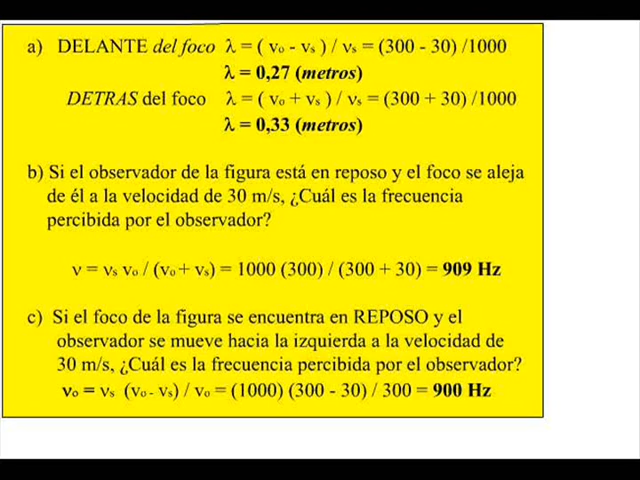 a) DELANTE del foco λ = ( vₒ - vₛ ) / νₛ = (300 - 30) /1000
λ = 0,27 (metros)
DETRAS del foco λ = ( vₒ + vₛ ) / νₛ = (300 + 30) /1000
λ = 0,33 (metros)
b) Si el observador de la figura está en reposo y el foco se aleja
de él a la velocidad de 30 m/s, ¿Cuál es la frecuencia
percibida por el observador?
ν = νₛ vₒ / (vₒ + vₛ) = 1000 (300) / (300 + 30) = 909 Hz
c) Si el foco de la figura se encuentra en REPOSO y el
observador se mueve hacia la izquierda a la velocidad de
30 m/s, ¿Cuál es la frecuencia percibida por el observador?
νₒ = νₛ (vₒ - vₛ) / vₒ = (1000) (300 - 30) / 300 = 900 Hz